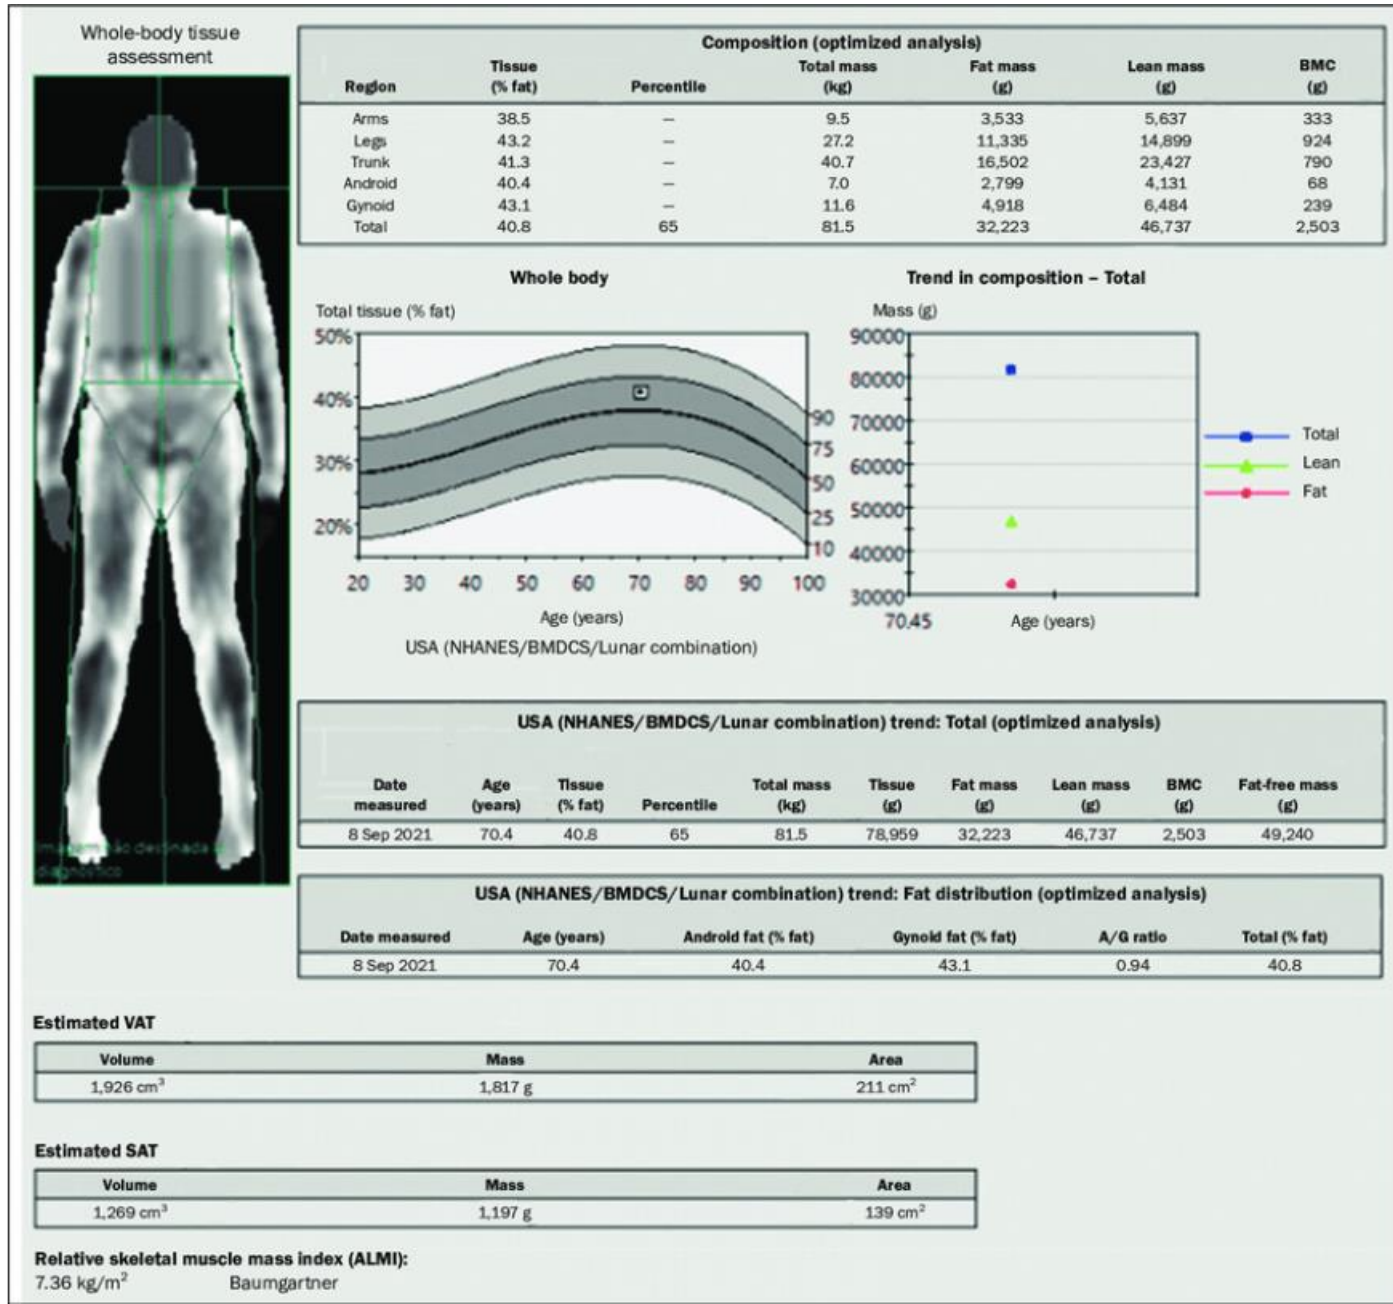 Whole-body tissue
assessment
Composition (optimized analysis)
Region Tissue (% fat) Percentile Total mass (kg) Fat mass (g) Lean mass (g) BMC (g)
Arms 38.5 – 9.5 3,533 5,637 333
Legs 43.2 – 27.2 11,335 14,899 924
Trunk 41.3 – 40.7 16,502 23,427 790
Android 40.4 – 7.0 2,799 4,131 68
Gynoid 43.1 – 11.6 4,918 6,484 239
Total 40.8 65 81.5 32,223 46,737 2,503
Whole body
Total tissue (% fat)
50%
40%
30%
20%
90
75
50
25
10
20 30 40 50 60 70 80 90 100
Age (years)
USA (NHANES/BMDCS/Lunar combination)
Trend in composition – Total
Mass (g)
90000
80000
70000
60000
50000
40000
30000
70.45
Age (years)
Total
Lean
Fat
USA (NHANES/BMDCS/Lunar combination) trend: Total (optimized analysis)
Date measured Age (years) Tissue (% fat) Percentile Total mass (kg) Tissue (g) Fat mass (g) Lean mass (g) BMC (g) Fat-free mass (g)
8 Sep 2021 70.4 40.8 65 81.5 78,959 32,223 46,737 2,503 49,240
imagem não destinada a
diagnóstico
USA (NHANES/BMDCS/Lunar combination) trend: Fat distribution (optimized analysis)
Date measured Age (years) Android fat (% fat) Gynoid fat (% fat) A/G ratio Total (% fat)
8 Sep 2021 70.4 40.4 43.1 0.94 40.8
Estimated VAT
Volume Mass Area
1,926 cm³ 1,817 g 211 cm²
Estimated SAT
Volume Mass Area
1,269 cm³ 1,197 g 139 cm²
Relative skeletal muscle mass index (ALMI):
7.36 kg/m² Baumgartner